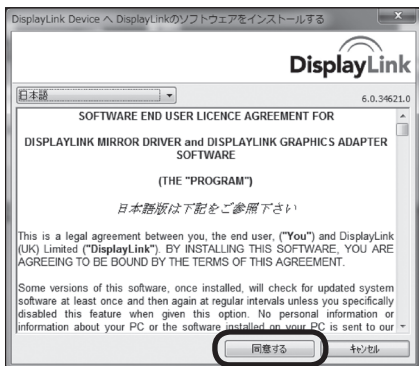 DisplayLink Device へ DisplayLinkのソフトウェアをインストールする
DisplayLink
日本語
6.0.34621.0
SOFTWARE END USER LICENCE AGREEMENT FOR
DISPLAYLINK MIRROR DRIVER and DISPLAYLINK GRAPHICS ADAPTER
SOFTWARE
(THE "PROGRAM")
日本語版は下記をご参照下さい
This is a legal agreement between you, the end user, ("You") and DisplayLink
(UK) Limited ("DisplayLink"). BY INSTALLING THIS SOFTWARE, YOU ARE
AGREEING TO BE BOUND BY THE TERMS OF THIS AGREEMENT.
Some versions of this software, once installed, will check for updated system
software at least once and then again at regular intervals unless you specifically
disabled this feature when given this option. No personal information or
information about your PC or the software installed on your PC is sent to our
同意する
キャンセル